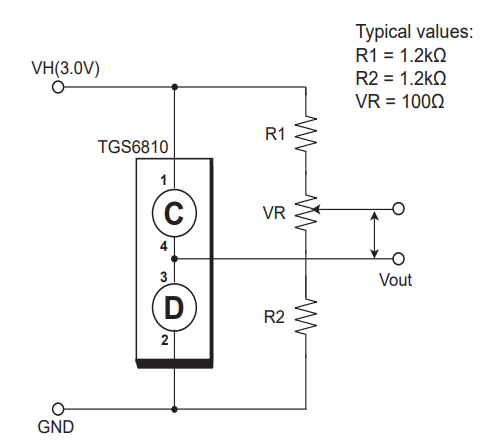 Typical values:
R1 = 1.2kΩ
R2 = 1.2kΩ
VR = 100Ω
VH(3.0V)
TGS6810
R1
1
C
VR
4
3
Vout
D
R2
2
GND